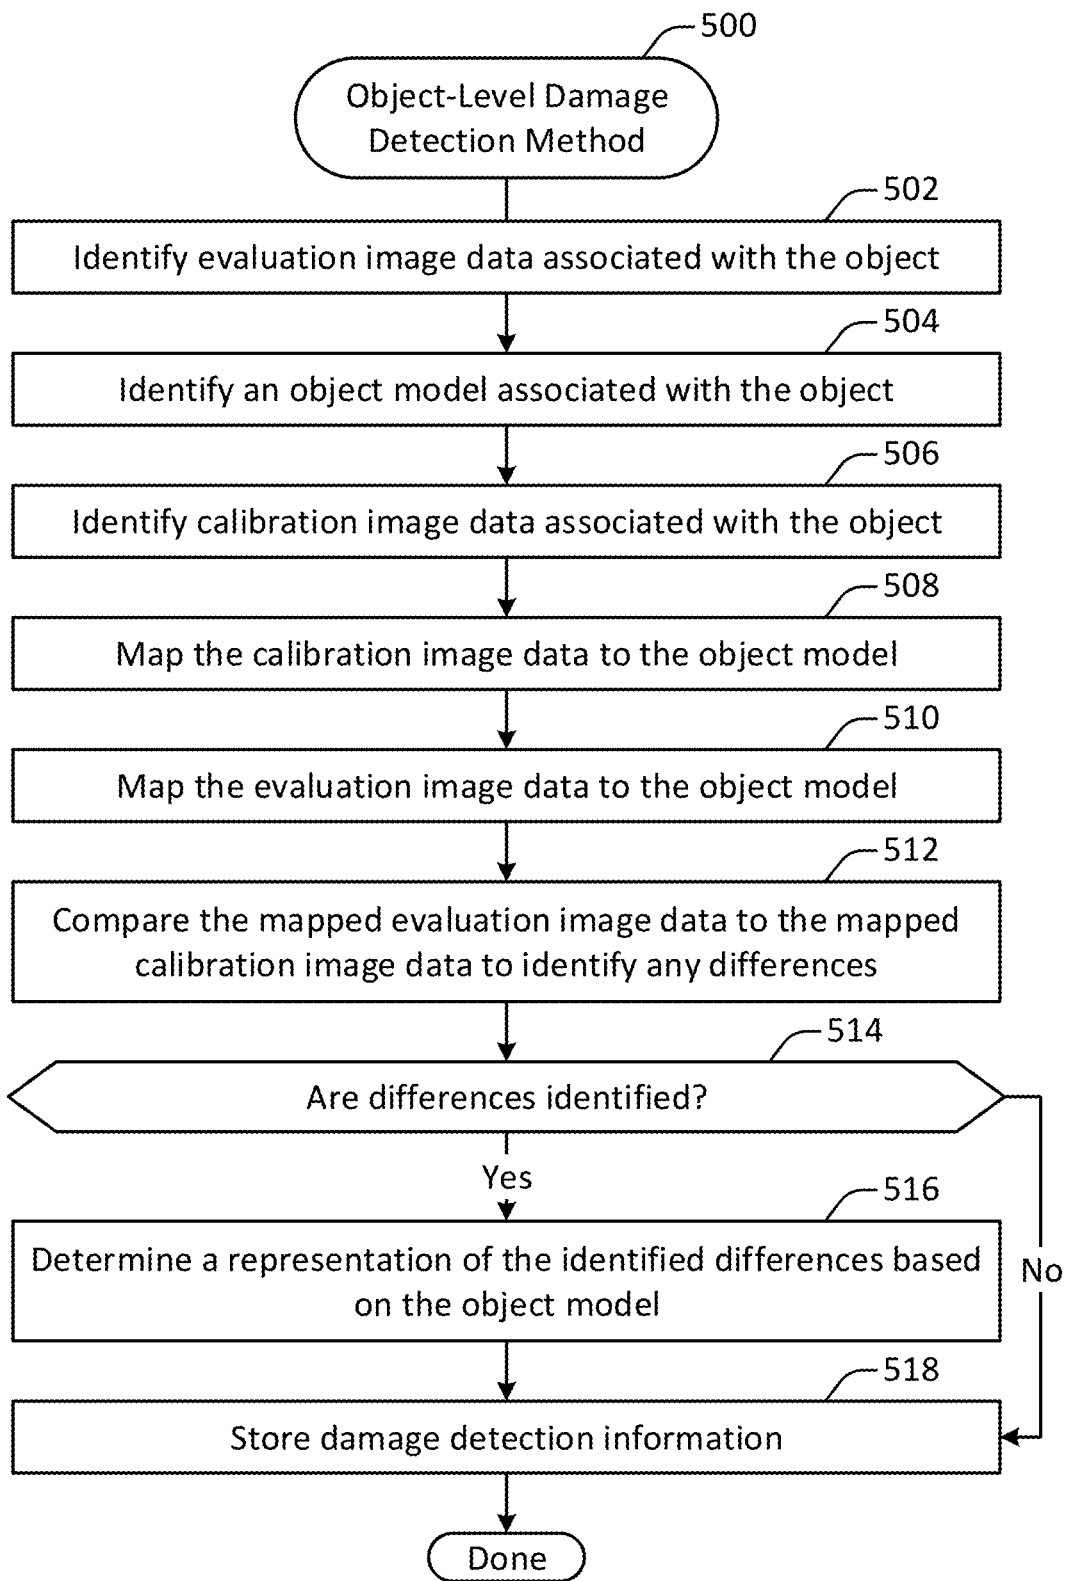 500
Object-Level Damage
Detection Method
502
Identify evaluation image data associated with the object
504
Identify an object model associated with the object
506
Identify calibration image data associated with the object
508
Map the calibration image data to the object model
510
Map the evaluation image data to the object model
512
Compare the mapped evaluation image data to the mapped
calibration image data to identify any differences
514
Are differences identified?
Yes
516
Determine a representation of the identified differences based
on the object model
No
518
Store damage detection information
Done